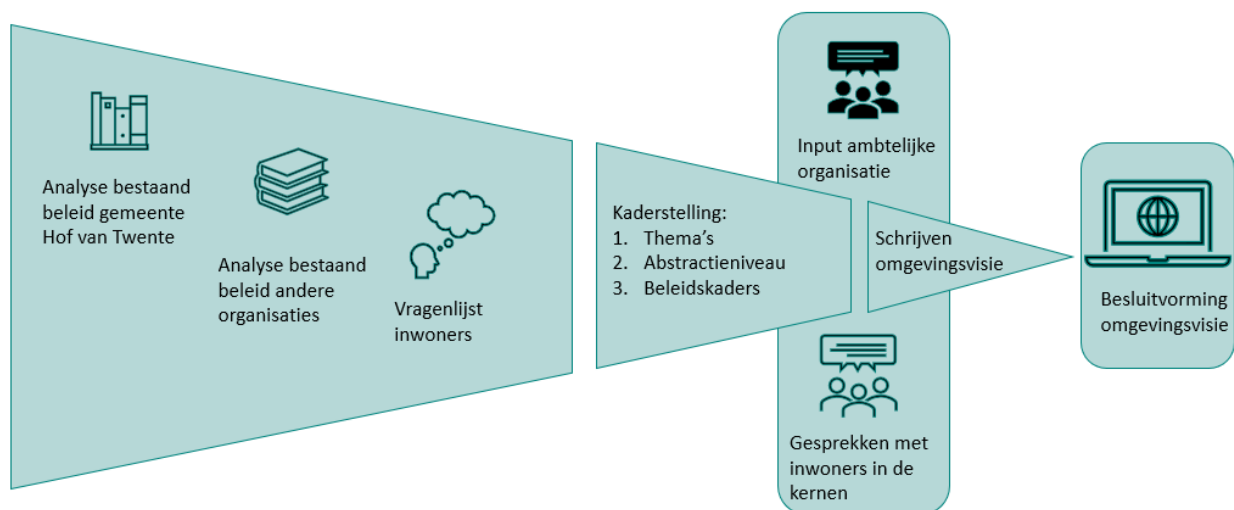 Analyse bestaand
beleid gemeente
Hof van Twente
Analyse bestaand
beleid andere
organisaties
Vragenlijst
inwoners
Kaderstelling:
1. Thema's
2. Abstractieniveau
3. Beleidskaders
Input ambtelijke
organisatie
Schrijven
omgevingsvisie
Gesprekken met
inwoners in de
kernen
Besluitvorming
omgevingsvisie